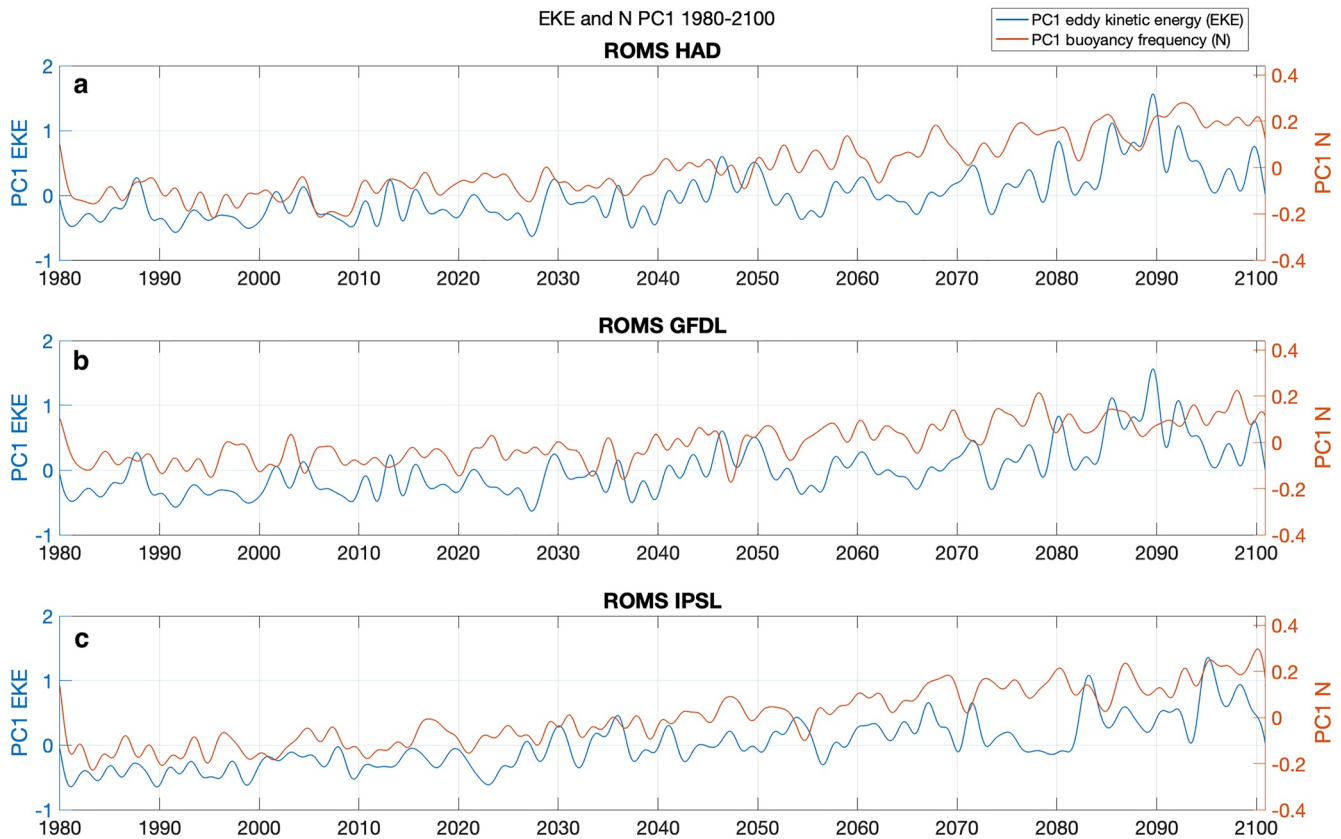 EKE and N PC1 1980-2100
PC1 eddy kinetic energy (EKE)
PC1 buoyancy frequency (N)
ROMS HAD
a
PC1 EKE
2
1
0
-1
0.4
0.2
0
-0.2
-0.4
PC1 N
1980 1990 2000 2010 2020 2030 2040 2050 2060 2070 2080 2090 2100
ROMS GFDL
b
PC1 EKE
2
1
0
-1
0.4
0.2
0
-0.2
-0.4
PC1 N
1980 1990 2000 2010 2020 2030 2040 2050 2060 2070 2080 2090 2100
ROMS IPSL
c
PC1 EKE
2
1
0
-1
0.4
0.2
0
-0.2
-0.4
PC1 N
1980 1990 2000 2010 2020 2030 2040 2050 2060 2070 2080 2090 2100